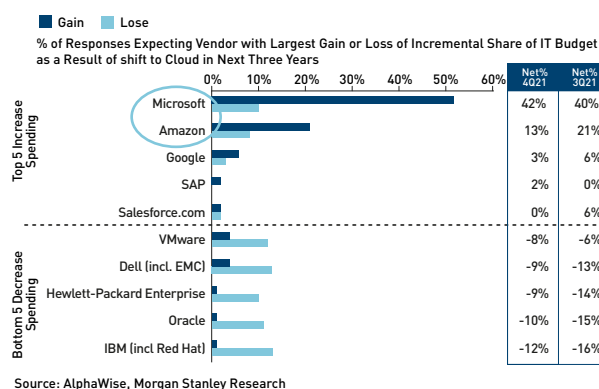 Gain Lose
% of Responses Expecting Vendor with Largest Gain or Loss of Incremental Share of IT Budget
as a Result of shift to Cloud in Next Three Years
0% 10% 20% 30% 40% 50% 60% Net% 4Q21 Net% 3Q21
Top 5 Increase Spending
Microsoft 42% 40%
Amazon 13% 21%
Google 3% 6%
SAP 2% 0%
Salesforce.com 0% 6%
Bottom 5 Decrease Spending
VMware -8% -6%
Dell (incl. EMC) -9% -13%
Hewlett-Packard Enterprise -9% -14%
Oracle -10% -15%
IBM (incl Red Hat) -12% -16%
Source: AlphaWise, Morgan Stanley Research